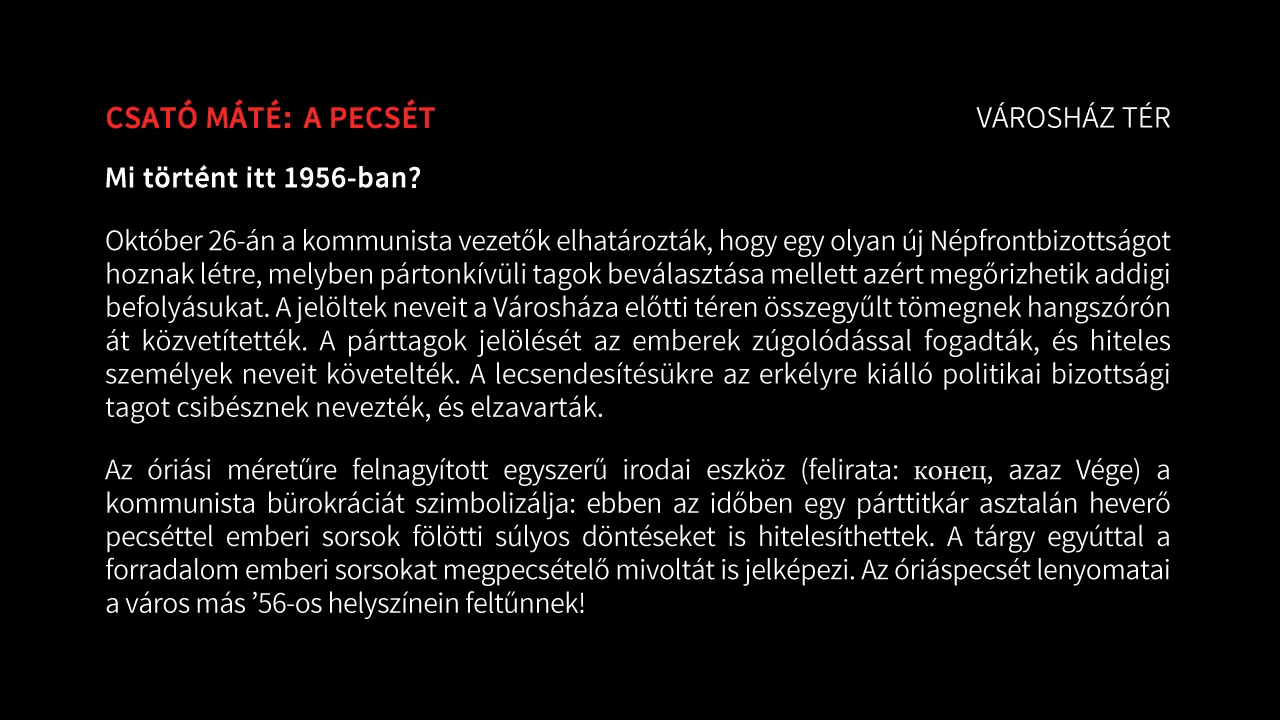 CSATÓ MÁTÉ: A PECSÉT
VÁROSHÁZ TÉR
Mi történt itt 1956-ban?
Október 26-án a kommunista vezetők elhatározták, hogy egy olyan új Népfrontbizottságot
hoznak létre, melyben pártonkívüli tagok beválasztása mellett azért megőrizhetik addigi
befolyásukat. A jelöltek neveit a Városháza előtti téren összegyűlt tömegnek hangszórón
át közvetítették. A párttagok jelölését az emberek zúgolódással fogadták, és hiteles
személyek neveit követelték. A lecsendesítésükre az erkélyre kiálló politikai bizottsági
tagot csibésznek nevezték, és elzavarták.
Az óriási méretűre felnagyított egyszerű irodai eszköz (felirata: конец, azaz Vége) a
kommunista bürokráciát szimbolizálja: ebben az időben egy párttitkár asztalán heverő
pecséttel emberi sorsok fölötti súlyos döntéseket is hitelesíthettek. A tárgy egyúttal a
forradalom emberi sorsokat megpecsételő mivoltát is jelképezi. Az óriáspecsét lenyomatai
a város más ’56-os helyszínein feltűnnek!